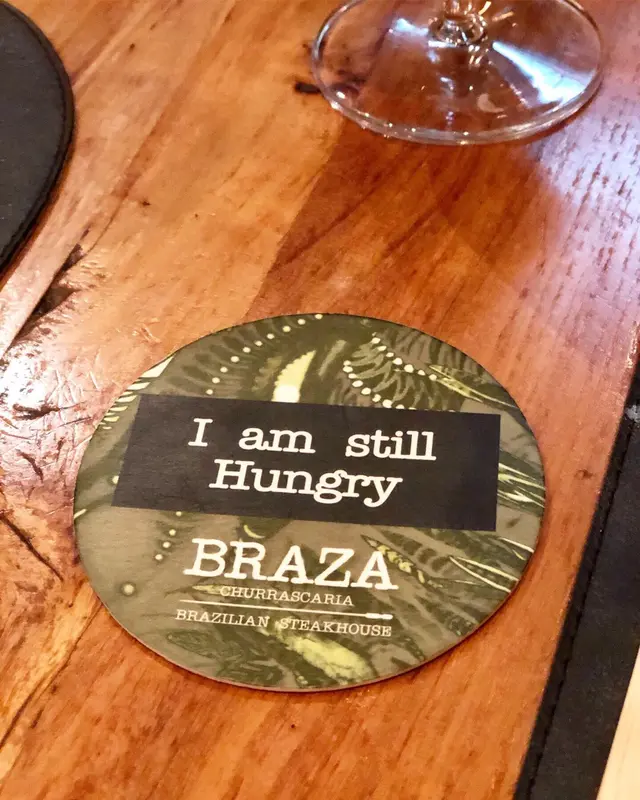 I am still
Hungry
BRAZA
CHURRASCARIA
BRAZILIAN STEAKHOUSE